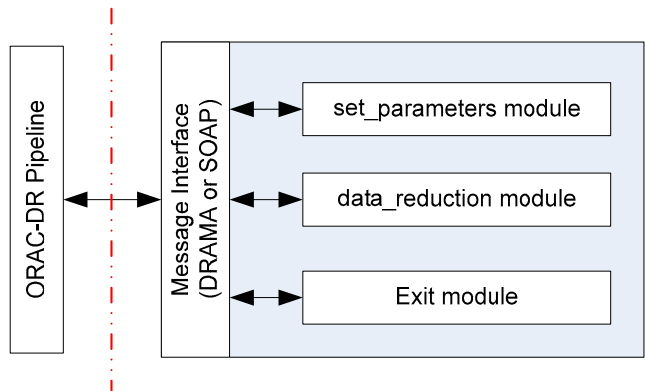 ORAC-DR Pipeline
Message Interface
(DRAMA or SOAP)
set_parameters module
data_reduction module
Exit module